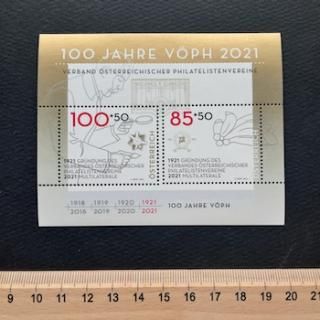 100 JAHRE VÖPH 2021
VERBAND ÖSTERREICHISCHER PHILATELISTENVEREINE
100+50
1921 GRÜNDUNG DES
VERBANDES ÖSTERREICHISCHER
PHILATELISTENVEREINE
2021 MULTILATERALE
ÖSTERREICH
85+50
1921 GRÜNDUNG DES
VERBANDES ÖSTERREICHISCHER
PHILATELISTENVEREINE
2021 MULTILATERALE
1918 1919 1920 1921
2018 2019 2020 2021 100 JAHRE VÖPH
9 10 11 12 13 14 15 16 17 18 19 20 21